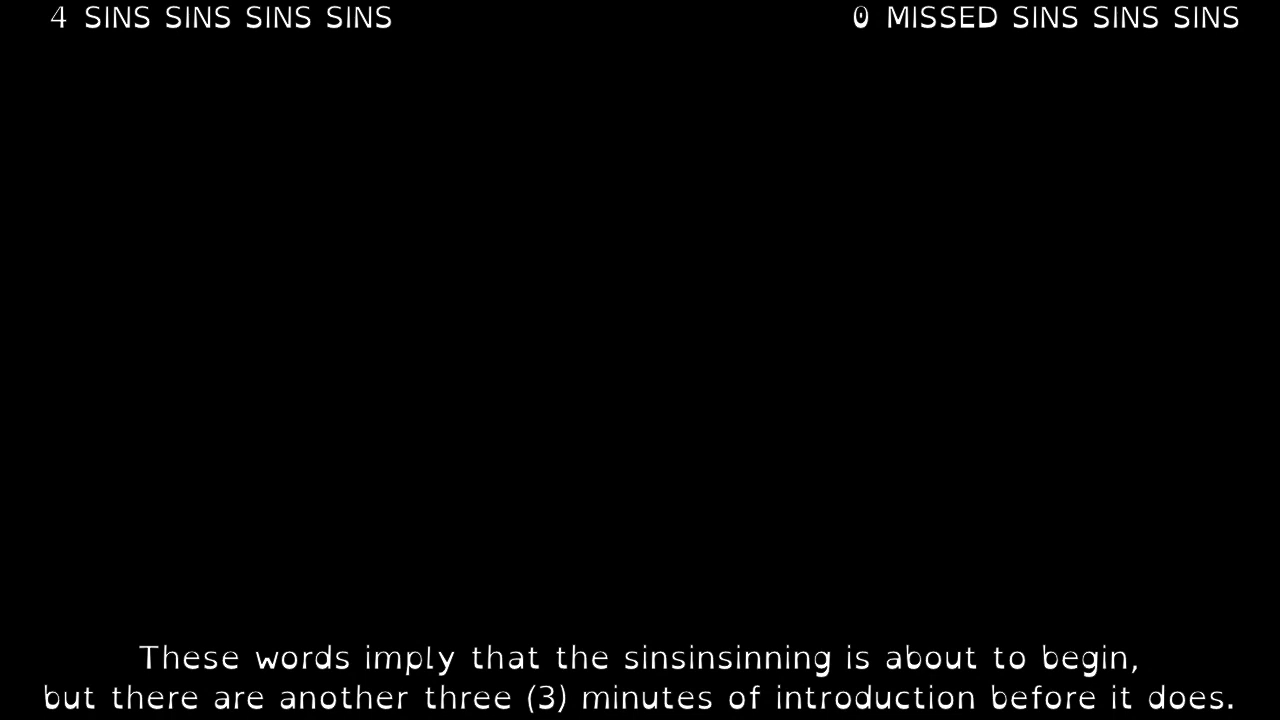 4 SINS SINS SINS SINS
0 MISSED SINS SINS SINS
These words imply that the sinsinsinning is about to begin,
but there are another three (3) minutes of introduction before it does.